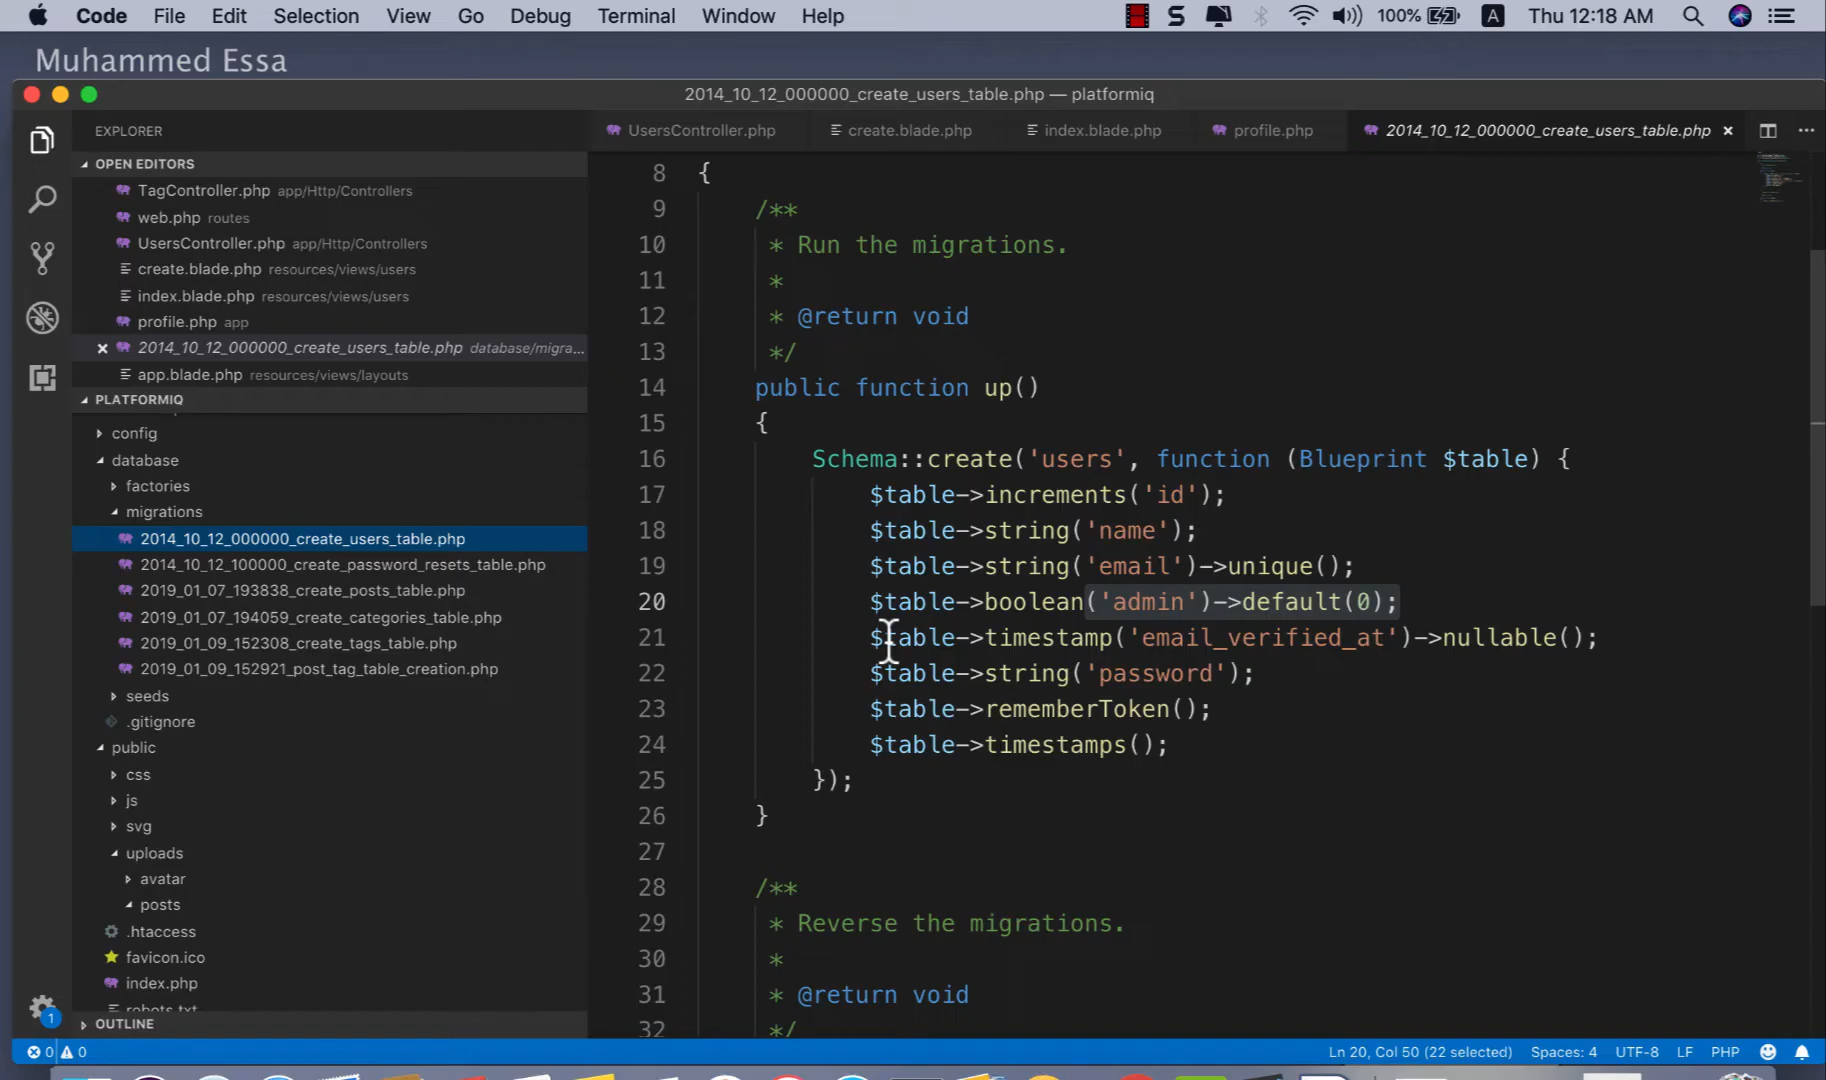 Code File Edit Selection View Go Debug Terminal Window Help 100% A Thu 12:18 AM
Muhammed Essa
2014_10_12_000000_create_users_table.php — platformiq
EXPLORER
OPEN EDITORS
TagController.php app/Http/Controllers
web.php routes
UsersController.php app/Http/Controllers
create.blade.php resources/views/users
index.blade.php resources/views/users
profile.php app
2014_10_12_000000_create_users_table.php database/migra...
app.blade.php resources/views/layouts
PLATFORMIQ
config
database
factories
migrations
2014_10_12_000000_create_users_table.php
2014_10_12_100000_create_password_resets_table.php
2019_01_07_193838_create_posts_table.php
2019_01_07_194059_create_categories_table.php
2019_01_09_152308_create_tags_table.php
2019_01_09_152921_post_tag_table_creation.php
seeds
.gitignore
public
css
js
svg
uploads
avatar
posts
.htaccess
favicon.ico
index.php
robots.txt
OUTLINE
UsersController.php create.blade.php index.blade.php profile.php 2014_10_12_000000_create_users_table.php
8 {
9 /**
10 * Run the migrations.
11 *
12 * @return void
13 */
14 public function up()
15 {
16 Schema::create('users', function (Blueprint $table) {
17 $table->increments('id');
18 $table->string('name');
19 $table->string('email')->unique();
20 $table->boolean('admin')->default(0);
21 $table->timestamp('email_verified_at')->nullable();
22 $table->string('password');
23 $table->rememberToken();
24 $table->timestamps();
25 });
26 }
27
28 /**
29 * Reverse the migrations.
30 *
31 * @return void
32 */
1
0 0 Ln 20, Col 50 (22 selected) Spaces: 4 UTF-8 LF PHP